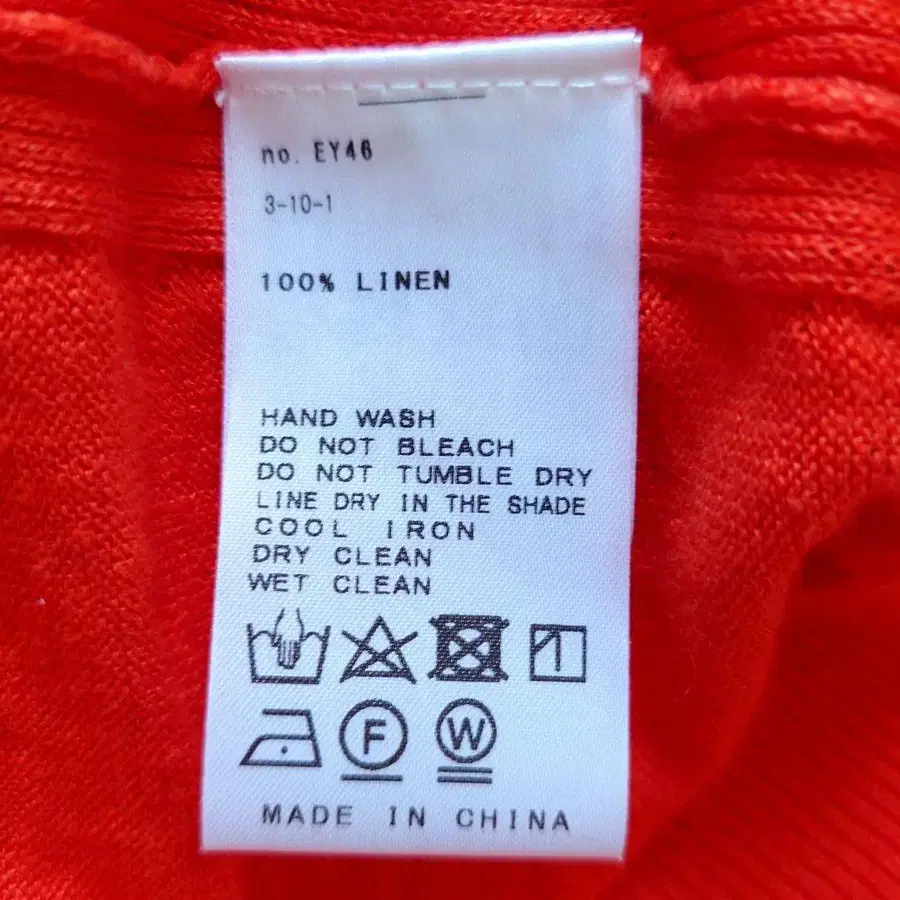 no. EY46
3-10-1
100% LINEN
HAND WASH
DO NOT BLEACH
DO NOT TUMBLE DRY
LINE DRY IN THE SHADE
COOL IRON
DRY CLEAN
WET CLEAN
F W
MADE IN CHINA